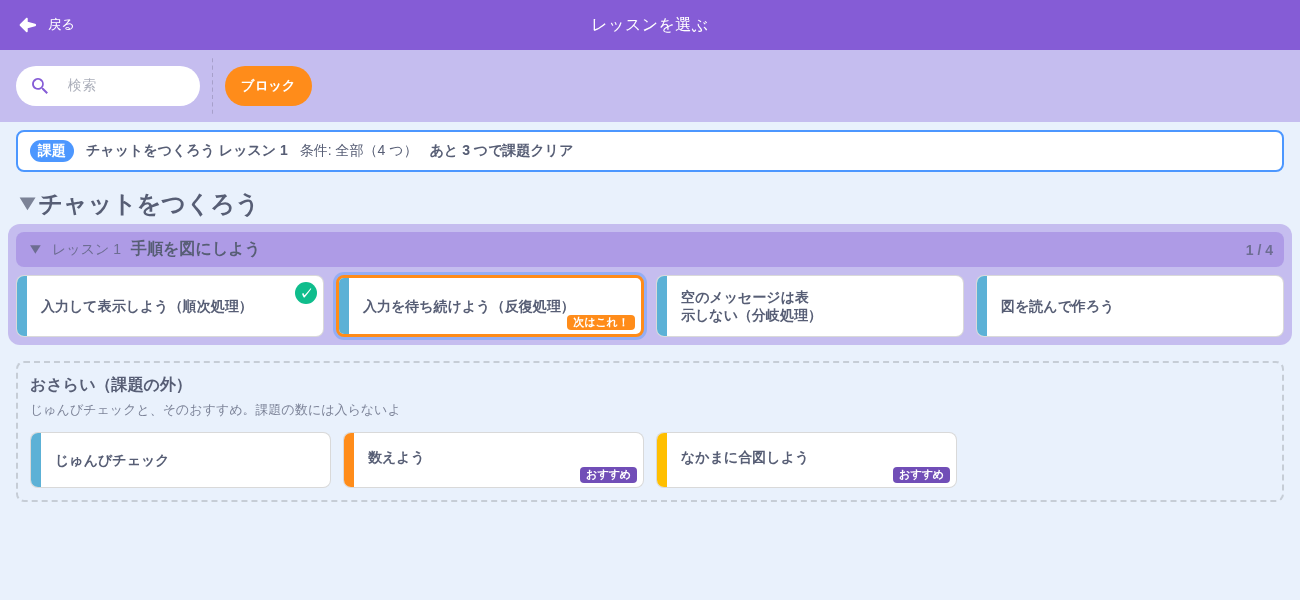 戻る
レッスンを選ぶ
検索
ブロック
課題 チャットをつくろう レッスン 1 条件: 全部（4 つ） あと 3 つで課題クリア
▼チャットをつくろう
▼ レッスン 1 手順を図にしよう 1 / 4
入力して表示しよう（順次処理） ✓
入力を待ち続けよう（反復処理）
次はこれ！
空のメッセージは表
示しない（分岐処理）
図を読んで作ろう
おさらい（課題の外）
じゅんびチェックと、そのおすすめ。課題の数には入らないよ
じゅんびチェック
数えよう
おすすめ
なかまに合図しよう
おすすめ